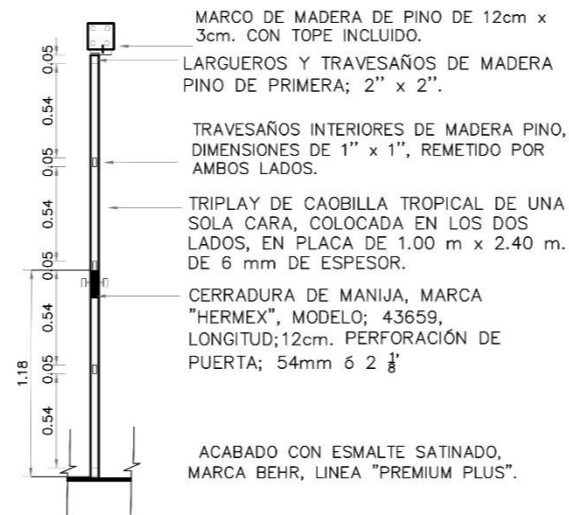 MARCO DE MADERA DE PINO DE 12cm x
3cm. CON TOPE INCLUIDO.
LARGUEROS Y TRAVESAÑOS DE MADERA
PINO DE PRIMERA; 2" x 2".
TRAVESAÑOS INTERIORES DE MADERA PINO,
DIMENSIONES DE 1" x 1", REMETIDO POR
AMBOS LADOS.
TRIPLAY DE CAOBILLA TROPICAL DE UNA
SOLA CARA, COLOCADA EN LOS DOS
LADOS, EN PLACA DE 1.00 m x 2.40 m.
DE 6 mm DE ESPESOR.
CERRADURA DE MANIJA, MARCA
"HERMEX", MODELO; 43659,
LONGITUD;12cm. PERFORACIÓN DE
PUERTA; 54mm ó 2 1/8'
ACABADO CON ESMALTE SATINADO,
MARCA BEHR, LINEA "PREMIUM PLUS".
0.05
0.54
0.05
0.54
0.05
0.54
0.05
0.54
1.18